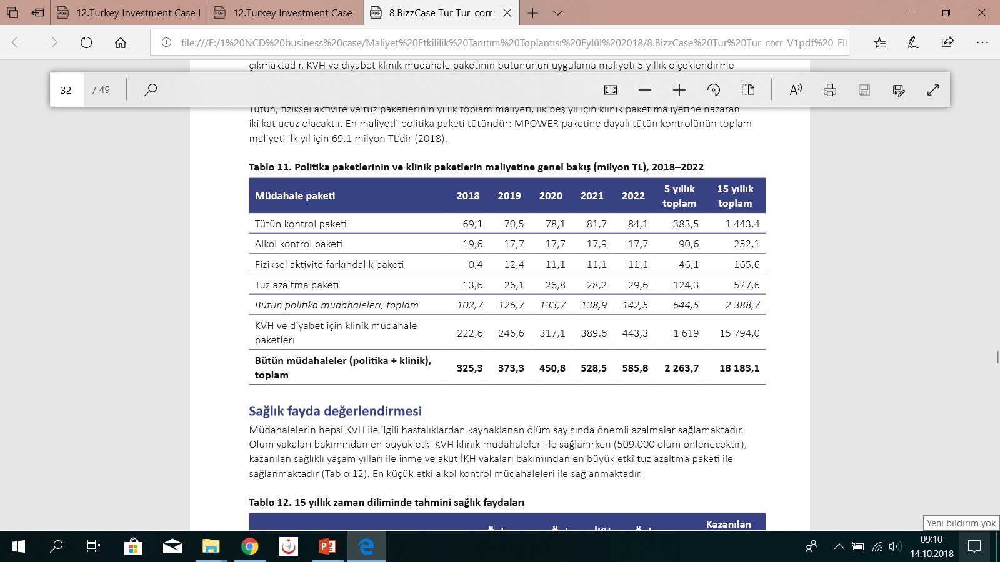 12.Turkey Investment Case I
12.Turkey Investment Case
8.BizzCase Tur Tur_corr_
file:///E:/1%20NCD%20business%20case/Maliyet%20Etkililik%20Tanıtım%20Toplantısı%20Eylül%202018/8.BizzCase%20Tur%20Tur_corr_V1pdf%20_FII
çıkmaktadır. KVH ve diyabet klinik müdahale paketinin bütününün uygulama maliyeti 5 yıllık ölçeklendirme
32 / 49
Tütün, fiziksel aktivite ve tuz paketlerinin yıllık toplam maliyeti, ilk beş yıl için klinik paket maliyetine nazaran
iki kat ucuz olacaktır. En maliyetli politika paketi tütündür: MPOWER paketine dayalı tütün kontrolünün toplam
maliyeti ilk yıl için 69,1 milyon TL’dir (2018).
Tablo 11. Politika paketlerinin ve klinik paketlerin maliyetine genel bakış (milyon TL), 2018–2022
Müdahale paketi 2018 2019 2020 2021 2022 5 yıllık toplam 15 yıllık toplam
Tütün kontrol paketi 69,1 70,5 78,1 81,7 84,1 383,5 1 443,4
Alkol kontrol paketi 19,6 17,7 17,7 17,9 17,7 90,6 252,1
Fiziksel aktivite farkındalık paketi 0,4 12,4 11,1 11,1 11,1 46,1 165,6
Tuz azaltma paketi 13,6 26,1 26,8 28,2 29,6 124,3 527,6
Bütün politika müdahaleleri, toplam 102,7 126,7 133,7 138,9 142,5 644,5 2 388,7
KVH ve diyabet için klinik müdahale
paketleri 222,6 246,6 317,1 389,6 443,3 1 619 15 794,0
Bütün müdahaleler (politika + klinik),
toplam 325,3 373,3 450,8 528,5 585,8 2 263,7 18 183,1
Sağlık fayda değerlendirmesi
Müdahalelerin hepsi KVH ile ilgili hastalıklardan kaynaklanan ölüm sayısında önemli azalmalar sağlamaktadır.
Ölüm vakaları bakımından en büyük etki KVH klinik müdahaleleri ile sağlanırken (509.000 ölüm önlenecektir),
kazanılan sağlıklı yaşam yılları ile inme ve akut İKH vakaları bakımından en büyük etki tuz azaltma paketi ile
sağlanmaktadır (Tablo 12). En küçük etki alkol kontrol müdahaleleri ile sağlanmaktadır.
Tablo 12. 15 yıllık zaman diliminde tahmini sağlık faydaları
Kazanılan
Yeni bildirim yok
09:10
14.10.2018